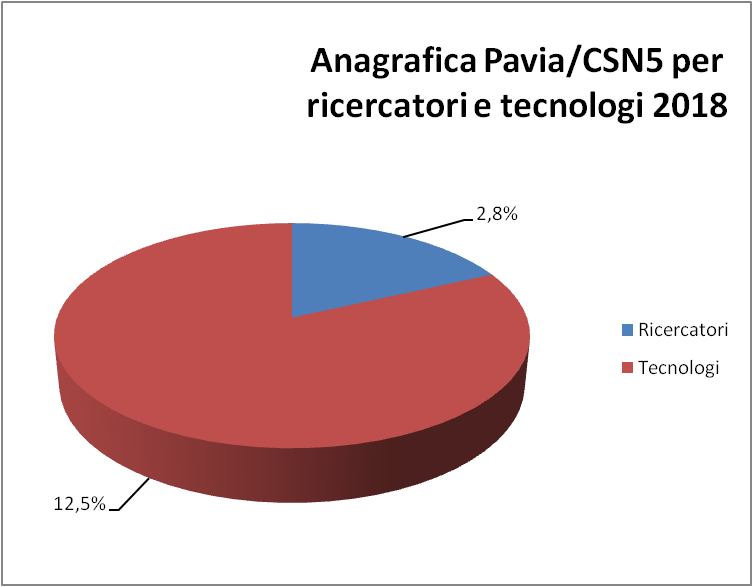 Anagrafica Pavia/CSN5 per
ricercatori e tecnologi 2018
2,8%
Ricercatori
Tecnologi
12,5%